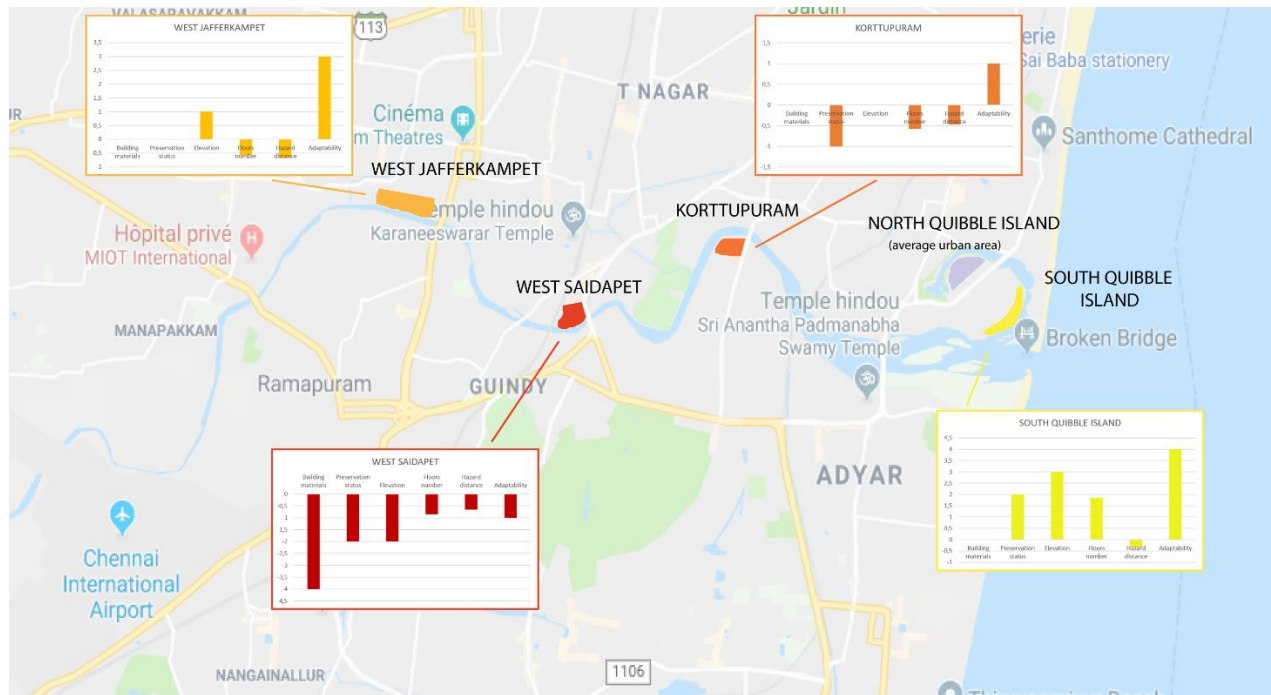 VALASARAVAKKAM
113
WEST JAFFERKAMPET
3,5
3
2,5
2
1,5
1
0,5
0
0,5
-1
Building materials
Preservation status
Elevation
Floors number
Hazard distance
Adaptability
Jardin
KORTTUPURAM
1,5
1
0,5
0
-0,5
-1
-1,5
Building materials
Preservation status
Elevation
Floors number
Hazard distance
Adaptability
erie
Sai Baba stationery
UR
T NAGAR
Cinéma
m Theatres
Santhome Cathedral
WEST JAFFERKAMPET
emple hindou
Karaneeswarar Temple
KORTTUPURAM
NORTH QUIBBLE ISLAND
(average urban area)
Hôpital privé
MIOT International
H
SOUTH QUIBBLE
ISLAND
WEST SAIDAPET
MANAPAKKAM
Temple hindou
Sri Anantha Padmanabha
Swamy Temple
Broken Bridge
Ramapuram
GUINDY
WEST SAIDAPET
Building materials
Preservation status
Elevation
Floors number
Hazard distance
Adaptability
0
-0,5
-1
-1,5
-2
-2,5
-3
-3,5
-4
4,5
SOUTH QUIBBLE ISLAND
4,5
4
3,5
3
2,5
2
1,5
1
0,5
0
-0,5
-1
Building materials
Preservation status
Elevation
Floors number
Hazard distance
Adaptability
ADYAR
Chennai
International
Airport
NANGAINALLUR
1106